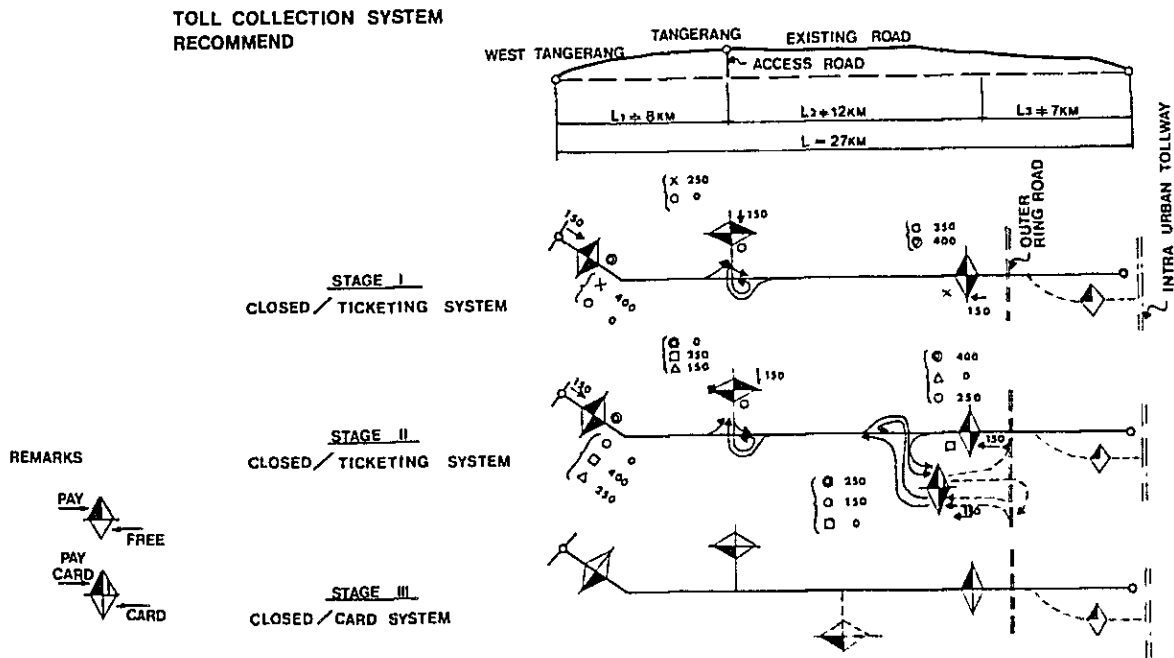 TOLL COLLECTION SYSTEM
RECOMMEND
TANGERANG
EXISTING ROAD
WEST TANGERANG
ACCESS ROAD
L1 ≑ 8KM
L2 ≑ 12KM
L3 ≑ 7KM
L = 27KM
OUTER
RING ROAD
INTRA URBAN TOLLWAY
STAGE I
CLOSED / TICKETING SYSTEM
150
X 400
○ 0
X 250
○ 0
150
□ 350
◎ 400
X
150
STAGE II
CLOSED / TICKETING SYSTEM
150
○ 0
□ 400
△ 250
◎ 0
□ 250
△ 150
150
◎ 400
△ 0
○ 250
150
◎ 250
○ 150
□ 0
150
STAGE III
CLOSED / CARD SYSTEM
REMARKS
PAY
FREE
PAY
CARD
CARD